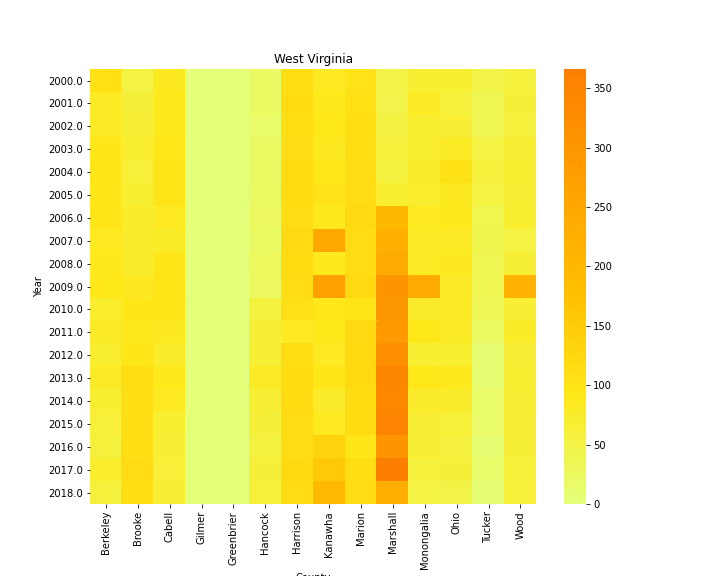 West Virginia
Year
2000.0
2001.0
2002.0
2003.0
2004.0
2005.0
2006.0
2007.0
2008.0
2009.0
2010.0
2011.0
2012.0
2013.0
2014.0
2015.0
2016.0
2017.0
2018.0
Berkeley
Brooke
Cabell
Gilmer
Greenbrier
Hancock
Harrison
Kanawha
Marion
Marshall
Monongalia
Ohio
Tucker
Wood
County
350
300
250
200
150
100
50
0